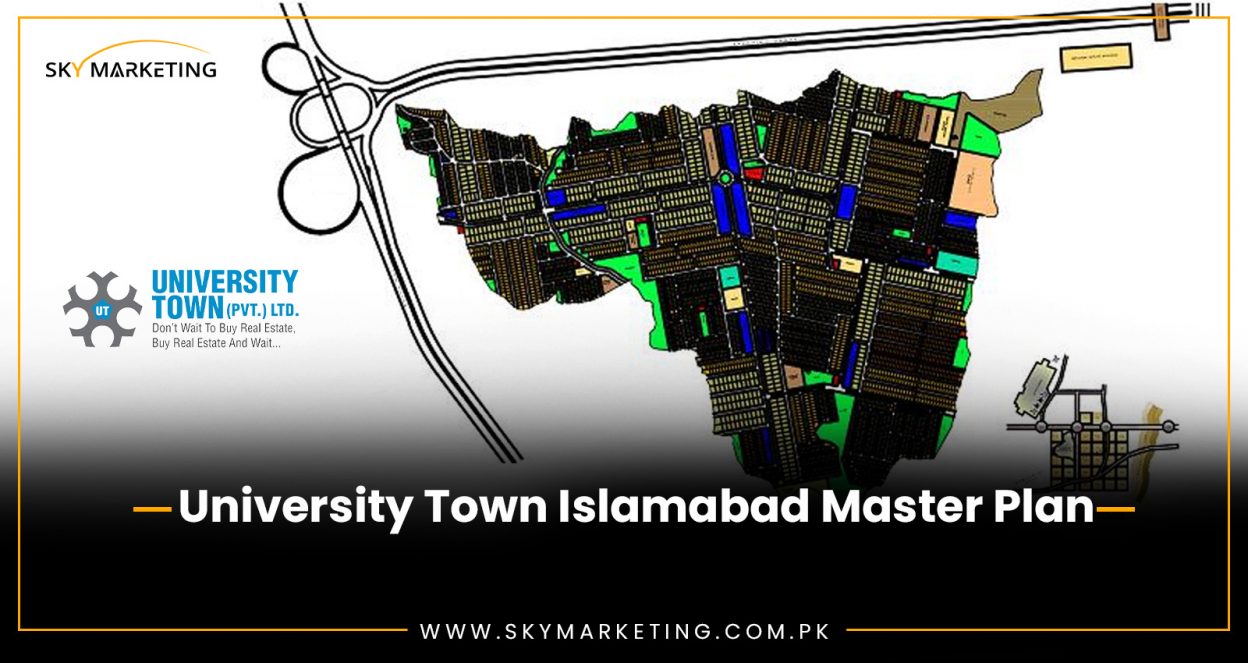 SKY MARKETING
UT
UNIVERSITY
TOWN (PVT.) LTD.
Don't Wait To Buy Real Estate,
Buy Real Estate And Wait...
University Town Islamabad Master Plan
WWW.SKYMARKETING.COM.PK